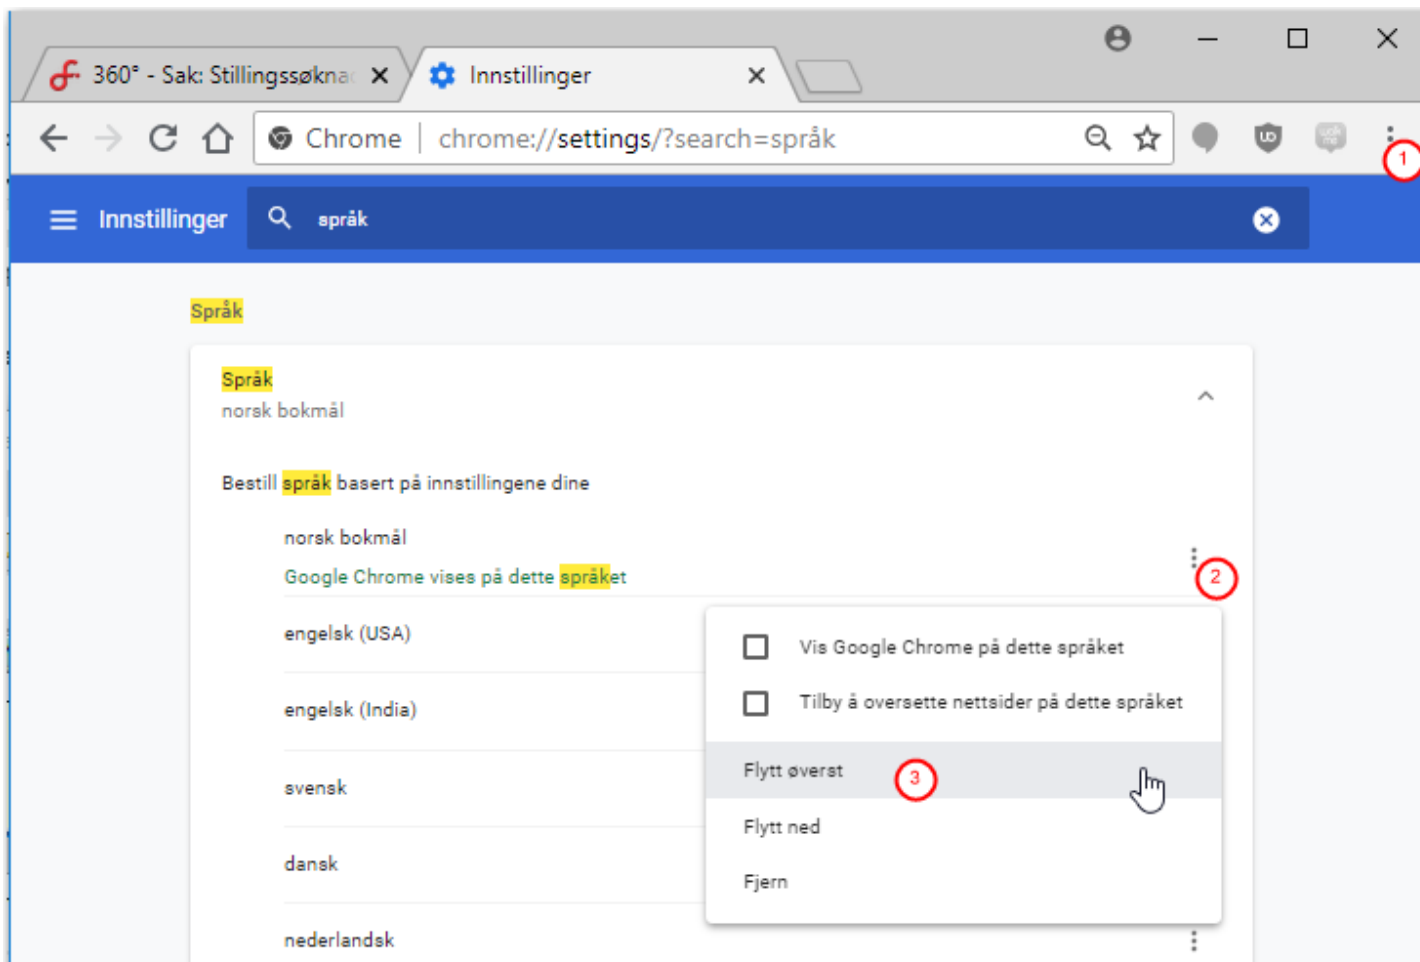 360° - Sak: Stillingssøkna
Innstillinger
Chrome | chrome://settings/?search=språk
1
Innstillinger
språk
Språk
Språk
norsk bokmål
Bestill språk basert på innstillingene dine
norsk bokmål
Google Chrome vises på dette språket
2
engelsk (USA)
Vis Google Chrome på dette språket
engelsk (India)
Tilby å oversette nettsider på dette språket
Flytt øverst
3
svensk
Flytt ned
dansk
Fjern
nederlandsk